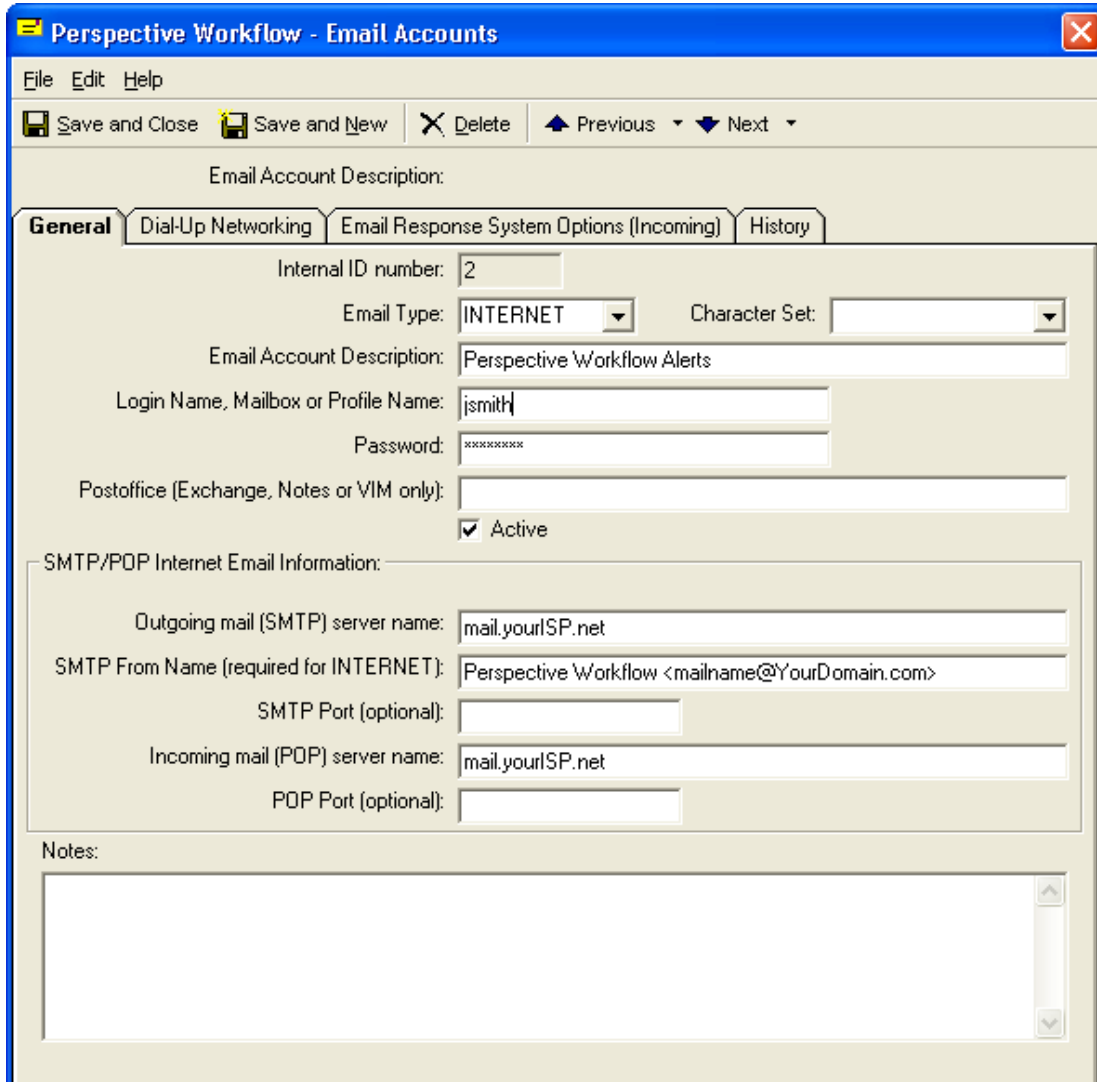 Perspective Workflow - Email Accounts
File Edit Help
Save and Close Save and New Delete Previous Next
Email Account Description:
General Dial-Up Networking Email Response System Options (Incoming) History
Internal ID number: 2
Email Type: INTERNET Character Set:
Email Account Description: Perspective Workflow Alerts
Login Name, Mailbox or Profile Name: jsmith
Password: ********
Postoffice (Exchange, Notes or VIM only):
Active
SMTP/POP Internet Email Information:
Outgoing mail (SMTP) server name: mail.yourISP.net
SMTP From Name (required for INTERNET): Perspective Workflow <mailname@YourDomain.com>
SMTP Port (optional):
Incoming mail (POP) server name: mail.yourISP.net
POP Port (optional):
Notes: